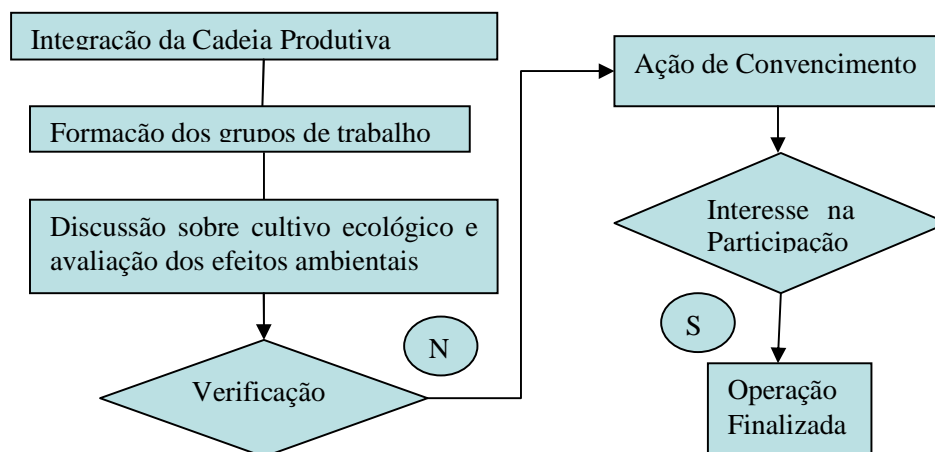 Integração da Cadeia Produtiva
Formação dos grupos de trabalho
Discussão sobre cultivo ecológico e
avaliação dos efeitos ambientais
Verificação
N
Ação de Convencimento
Interesse na
Participação
S
Operação
Finalizada